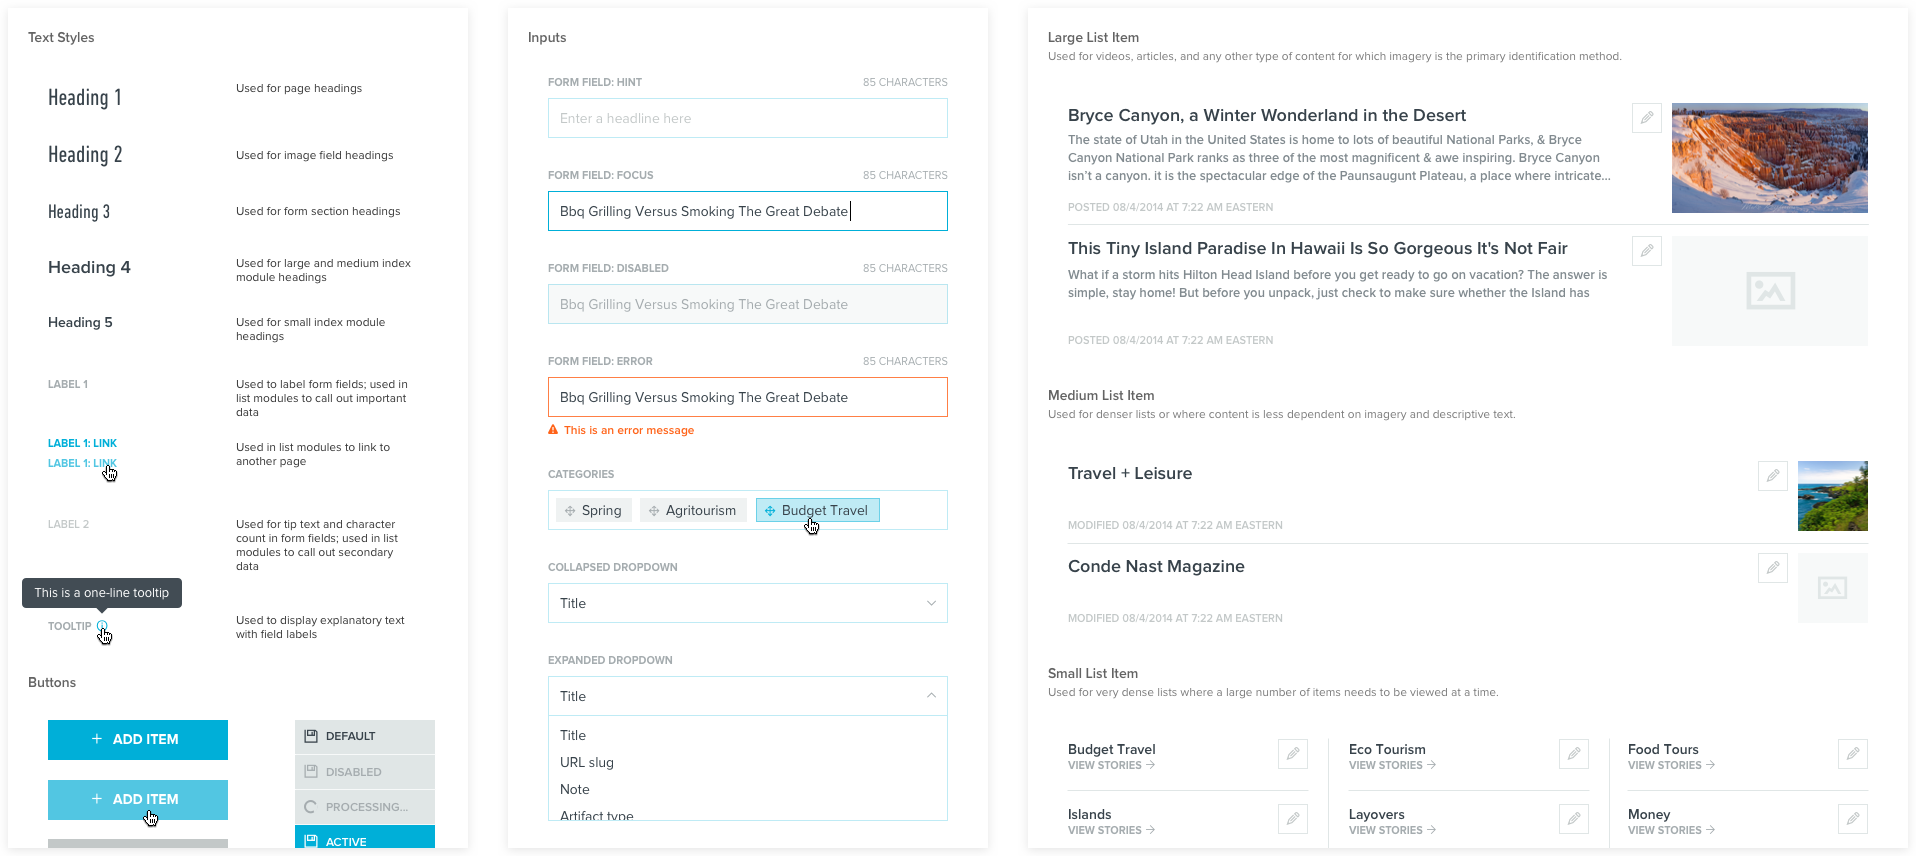 Text Styles
Heading 1
Used for page headings
Heading 2
Used for image field headings
Heading 3
Used for form section headings
Heading 4
Used for large and medium index
module headings
Heading 5
Used for small index module
headings
LABEL 1
Used to label form fields; used in
list modules to call out important
data
LABEL 1: LINK
LABEL 1: LINK
Used in list modules to link to
another page
LABEL 2
Used for tip text and character
count in form fields; used in list
modules to call out secondary
data
This is a one-line tooltip
TOOLTIP
Used to display explanatory text
with field labels
Buttons
+ ADD ITEM
+ ADD ITEM
DEFAULT
DISABLED
PROCESSING...
ACTIVE
Inputs
FORM FIELD: HINT 85 CHARACTERS
Enter a headline here
FORM FIELD: FOCUS 85 CHARACTERS
Bbq Grilling Versus Smoking The Great Debate
FORM FIELD: DISABLED 85 CHARACTERS
Bbq Grilling Versus Smoking The Great Debate
FORM FIELD: ERROR 85 CHARACTERS
Bbq Grilling Versus Smoking The Great Debate
This is an error message
CATEGORIES
Spring Agritourism Budget Travel
COLLAPSED DROPDOWN
Title
EXPANDED DROPDOWN
Title
Title
URL slug
Note
Artifact type
Large List Item
Used for videos, articles, and any other type of content for which imagery is the primary identification method.
Bryce Canyon, a Winter Wonderland in the Desert
The state of Utah in the United States is home to lots of beautiful National Parks, & Bryce
Canyon National Park ranks as three of the most magnificent & awe inspiring. Bryce Canyon
isn't a canyon. it is the spectacular edge of the Paunsaugunt Plateau, a place where intricate...
POSTED 08/4/2014 AT 7:22 AM EASTERN
This Tiny Island Paradise In Hawaii Is So Gorgeous It's Not Fair
What if a storm hits Hilton Head Island before you get ready to go on vacation? The answer is
simple, stay home! But before you unpack, just check to make sure whether the Island has
POSTED 08/4/2014 AT 7:22 AM EASTERN
Medium List Item
Used for denser lists or where content is less dependent on imagery and descriptive text.
Travel + Leisure
MODIFIED 08/4/2014 AT 7:22 AM EASTERN
Conde Nast Magazine
MODIFIED 08/4/2014 AT 7:22 AM EASTERN
Small List Item
Used for very dense lists where a large number of items needs to be viewed at a time.
Budget Travel
VIEW STORIES →
Eco Tourism
VIEW STORIES →
Food Tours
VIEW STORIES →
Islands
VIEW STORIES →
Layovers
VIEW STORIES →
Money
VIEW STORIES →